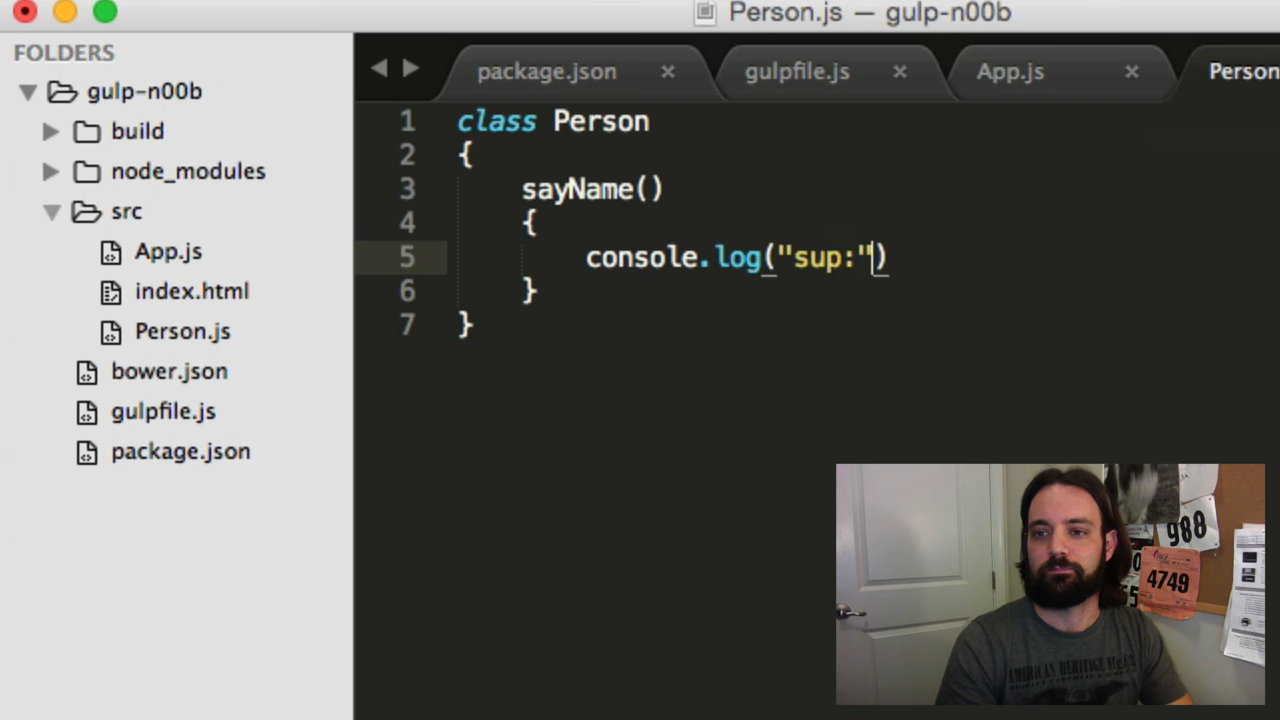 Person.js — gulp-n00b
FOLDERS
gulp-n00b
build
node_modules
src
App.js
index.html
Person.js
bower.json
gulpfile.js
package.json
package.json × gulpfile.js × App.js × Person
1 class Person
2 {
3 sayName()
4 {
5 console.log("sup:")
6 }
7 }
988
4749
AMERICAN HERITAGE